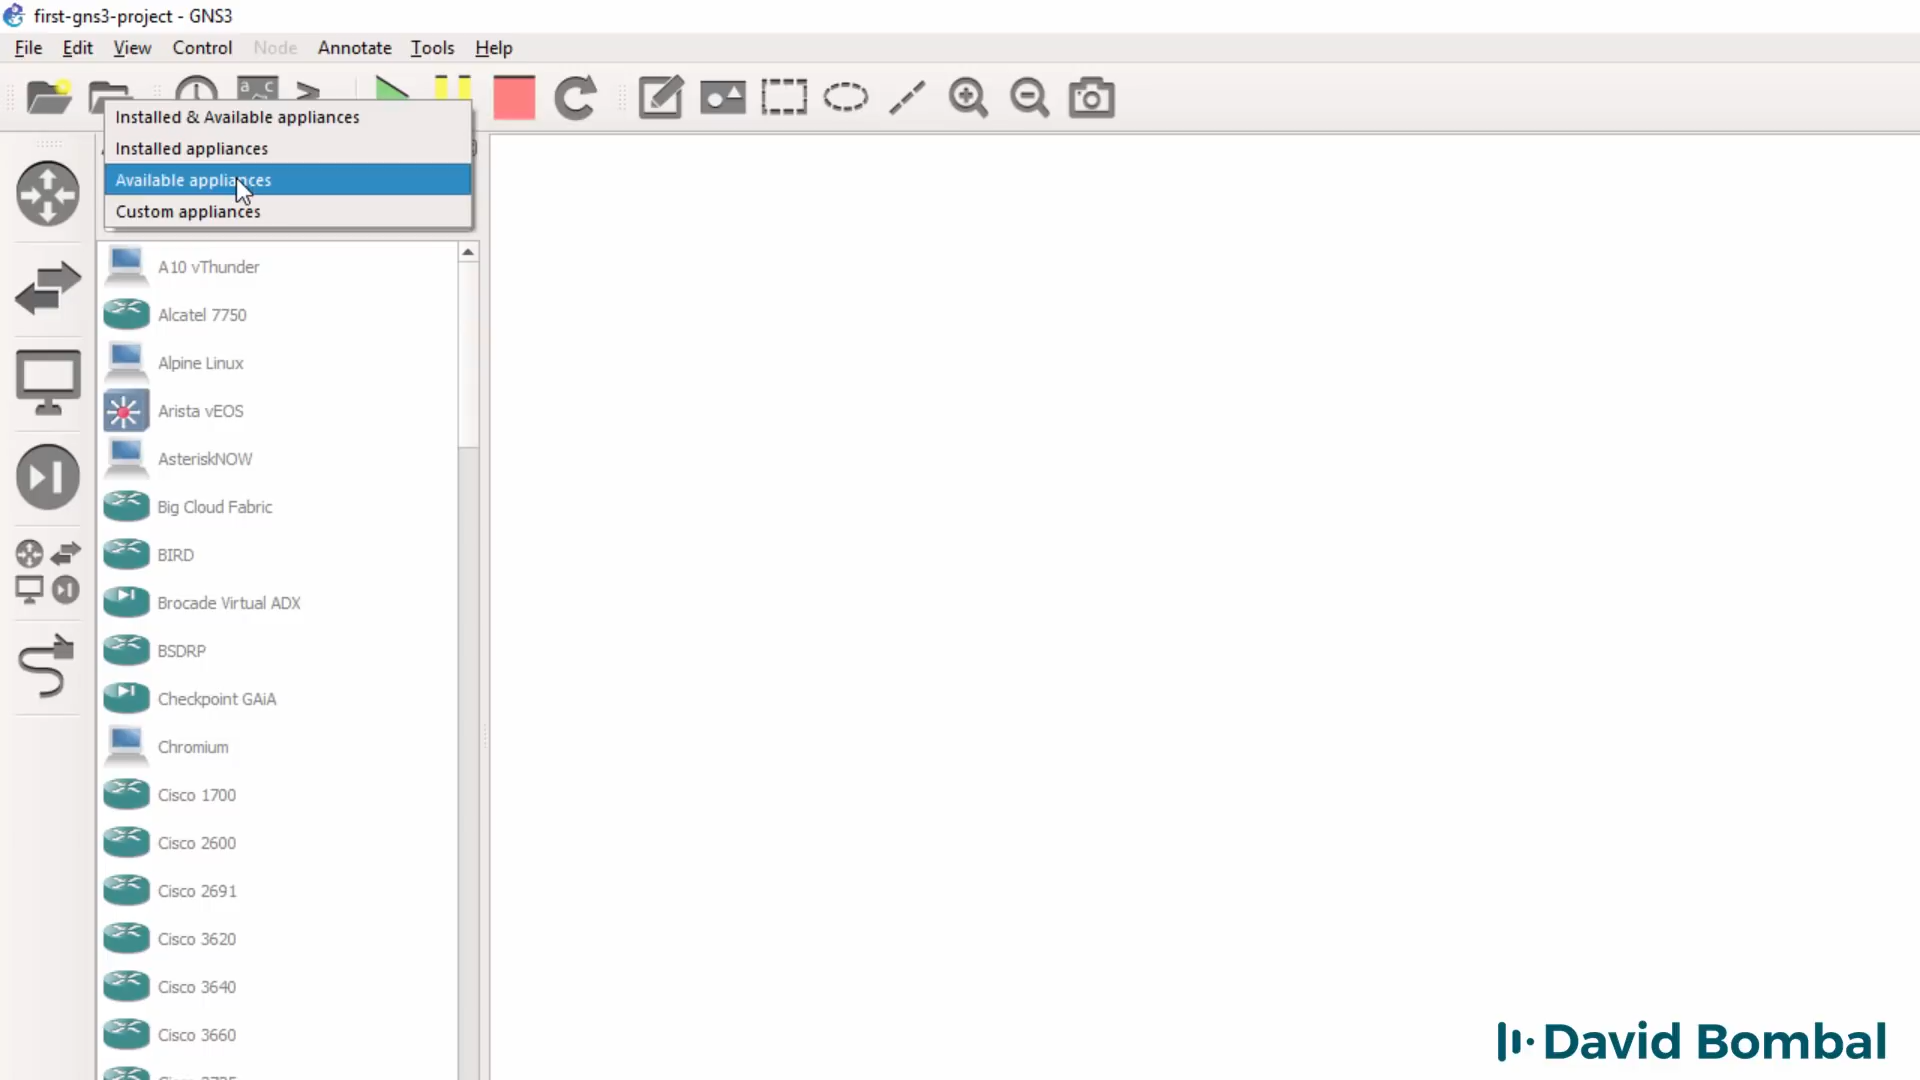 first-gns3-project - GNS3
File Edit View Control Node Annotate Tools Help
Installed & Available appliances
Installed appliances
Available appliances
Custom appliances
A10 vThunder
Alcatel 7750
Alpine Linux
Arista vEOS
AsteriskNOW
Big Cloud Fabric
BIRD
Brocade Virtual ADX
BSDRP
Checkpoint GAiA
Chromium
Cisco 1700
Cisco 2600
Cisco 2691
Cisco 3620
Cisco 3640
Cisco 3660
David Bombal